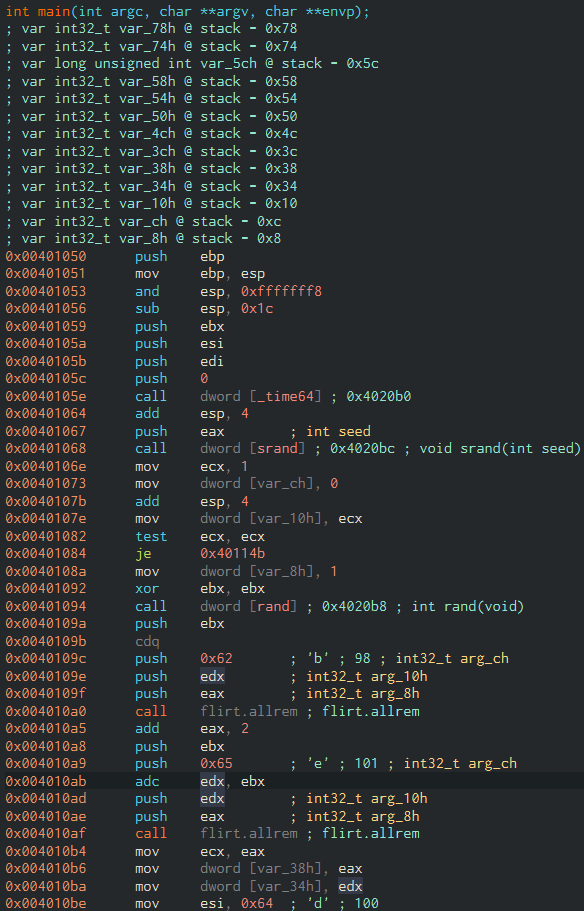 int main(int argc, char **argv, char **envp);
; var int32_t var_78h @ stack - 0x78
; var int32_t var_74h @ stack - 0x74
; var long unsigned int var_5ch @ stack - 0x5c
; var int32_t var_58h @ stack - 0x58
; var int32_t var_54h @ stack - 0x54
; var int32_t var_50h @ stack - 0x50
; var int32_t var_4ch @ stack - 0x4c
; var int32_t var_3ch @ stack - 0x3c
; var int32_t var_38h @ stack - 0x38
; var int32_t var_34h @ stack - 0x34
; var int32_t var_10h @ stack - 0x10
; var int32_t var_ch @ stack - 0xc
; var int32_t var_8h @ stack - 0x8
0x00401050 push ebp
0x00401051 mov ebp, esp
0x00401053 and esp, 0xfffffff8
0x00401056 sub esp, 0x1c
0x00401059 push ebx
0x0040105a push esi
0x0040105b push edi
0x0040105c push 0
0x0040105e call dword [_time64] ; 0x4020b0
0x00401064 add esp, 4
0x00401067 push eax ; int seed
0x00401068 call dword [srand] ; 0x4020bc ; void srand(int seed)
0x0040106e mov ecx, 1
0x00401073 mov dword [var_ch], 0
0x0040107b add esp, 4
0x0040107e mov dword [var_10h], ecx
0x00401082 test ecx, ecx
0x00401084 je 0x40114b
0x0040108a mov dword [var_8h], 1
0x00401092 xor ebx, ebx
0x00401094 call dword [rand] ; 0x4020b8 ; int rand(void)
0x0040109a push ebx
0x0040109b cdq
0x0040109c push 0x62 ; 'b' ; 98 ; int32_t arg_ch
0x0040109e push edx ; int32_t arg_10h
0x0040109f push eax ; int32_t arg_8h
0x004010a0 call flirt.allrem ; flirt.allrem
0x004010a5 add eax, 2
0x004010a8 push ebx
0x004010a9 push 0x65 ; 'e' ; 101 ; int32_t arg_ch
0x004010ab adc edx, ebx
0x004010ad push edx ; int32_t arg_10h
0x004010ae push eax ; int32_t arg_8h
0x004010af call flirt.allrem ; flirt.allrem
0x004010b4 mov ecx, eax
0x004010b6 mov dword [var_38h], eax
0x004010ba mov dword [var_34h], edx
0x004010be mov esi, 0x64 ; 'd' ; 100